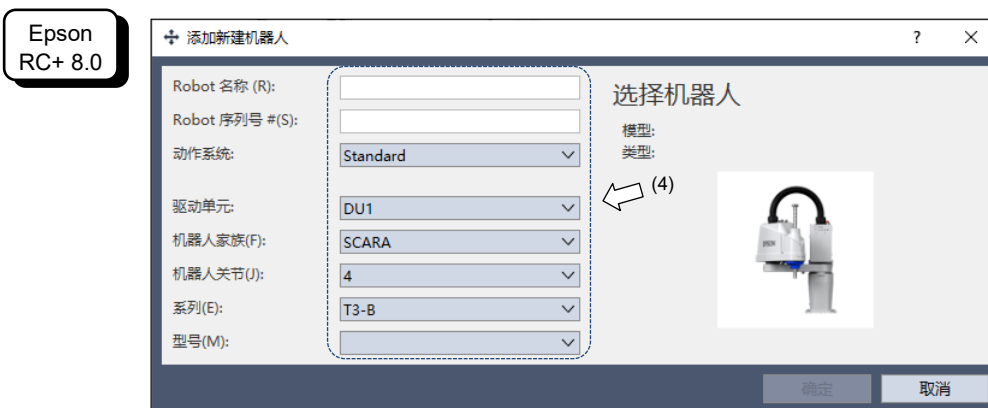 Epson
RC+ 8.0
添加新建机器人
?
Robot 名称 (R):
Robot 序列号 #(S):
动作系统: Standard
驱动单元: DU1
机器人家族(F): SCARA
机器人关节(J): 4
系列(E): T3-B
型号(M):
选择机器人
模型:
类型:
(4)
EPSON
确定 取消